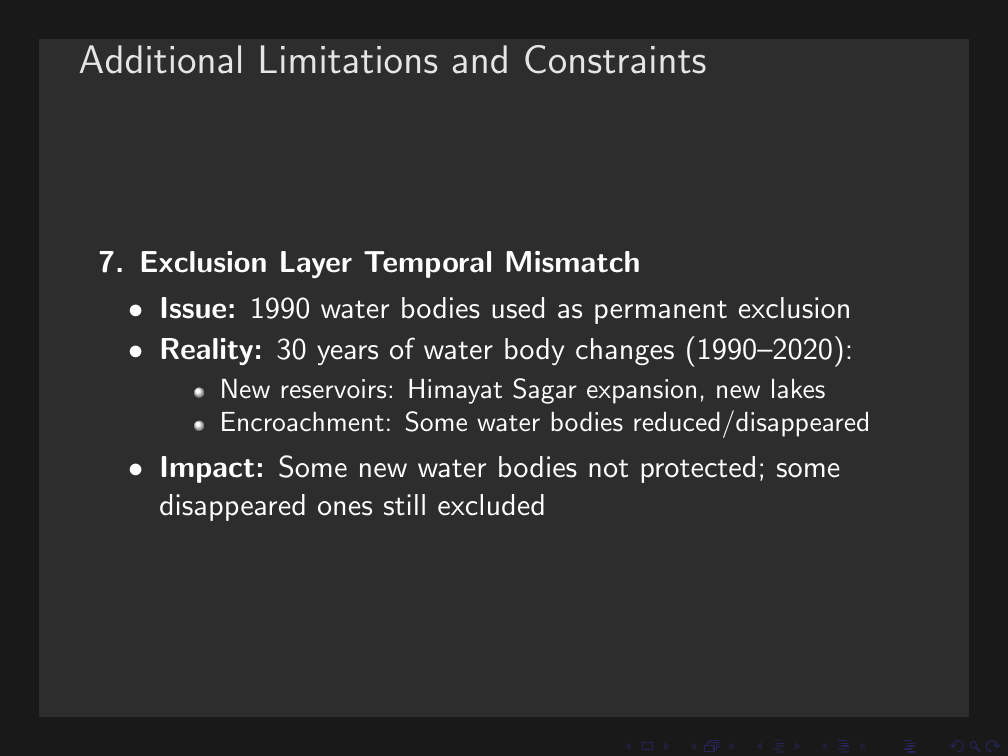 Additional Limitations and Constraints
7. Exclusion Layer Temporal Mismatch
• Issue: 1990 water bodies used as permanent exclusion
• Reality: 30 years of water body changes (1990–2020):
• New reservoirs: Himayat Sagar expansion, new lakes
• Encroachment: Some water bodies reduced/disappeared
• Impact: Some new water bodies not protected; some
disappeared ones still excluded